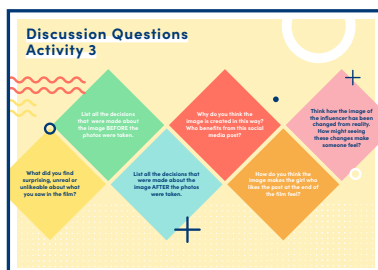 Discussion Questions
Activity 3
List all the decisions
that were made about
the image BEFORE the
photos were taken.
Why do you think the
image is created in this way?
Who benefits from this social
media post?
Think how the image of
the influencer has been
changed from reality.
How might seeing
these changes make
someone feel?
What did you find
surprising, unreal or
unlikeable about what
you saw in the film?
List all the decisions that
were made about the
image AFTER the photos
were taken.
How do you think the
image makes the girl who
likes the post at the end of
the film feel?